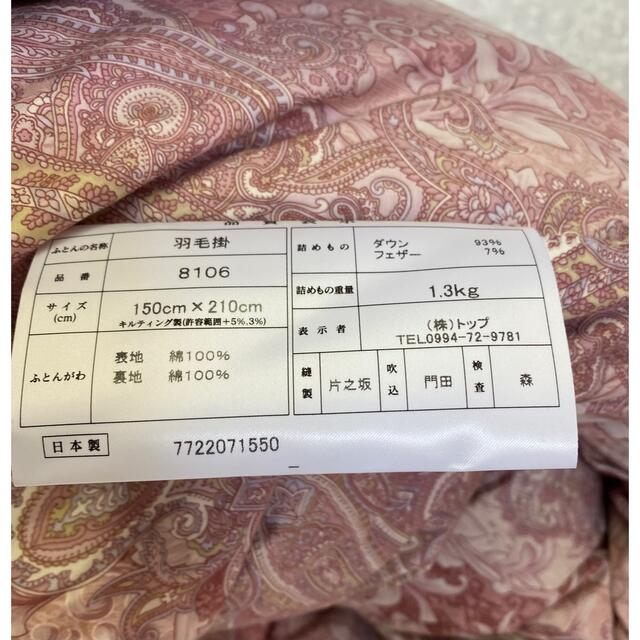 ふとんの名称 羽毛掛
品番 8106
サイズ(cm) 150cm×210cm
キルティング製(許容範囲+5%,3%)
ふとんがわ 表地 綿100%
裏地 綿100%
詰めもの ダウン 93%
フェザー 7%
詰めもの重量 1.3kg
表示者 (株)トップ
TEL0994-72-9781
縫製 片之坂 吹込 門田 検査 森
日本製 7722071550